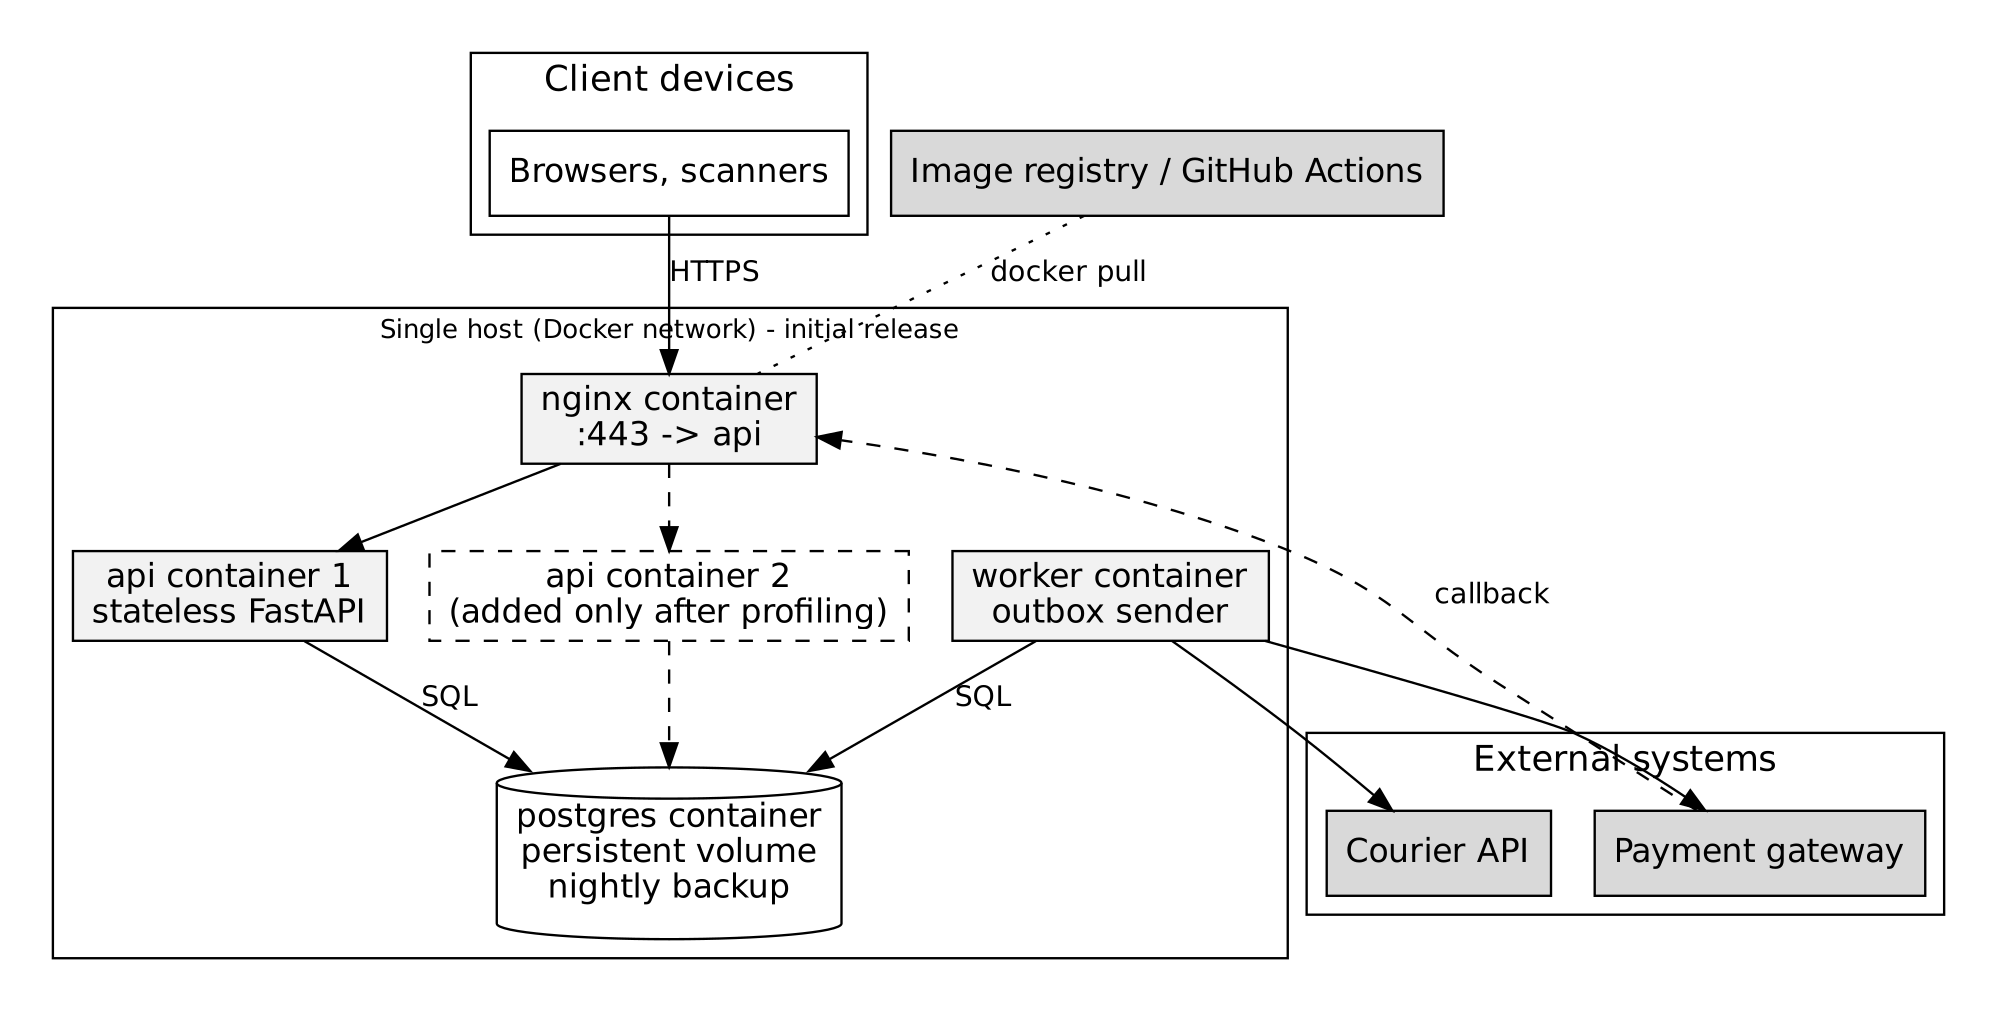 Client devices
Browsers, scanners
Image registry / GitHub Actions
HTTPS
docker pull
Single host (Docker network) - initial release
nginx container
:443 -> api
api container 1
stateless FastAPI
api container 2
(added only after profiling)
worker container
outbox sender
callback
SQL
SQL
External systems
postgres container
persistent volume
nightly backup
Courier API
Payment gateway